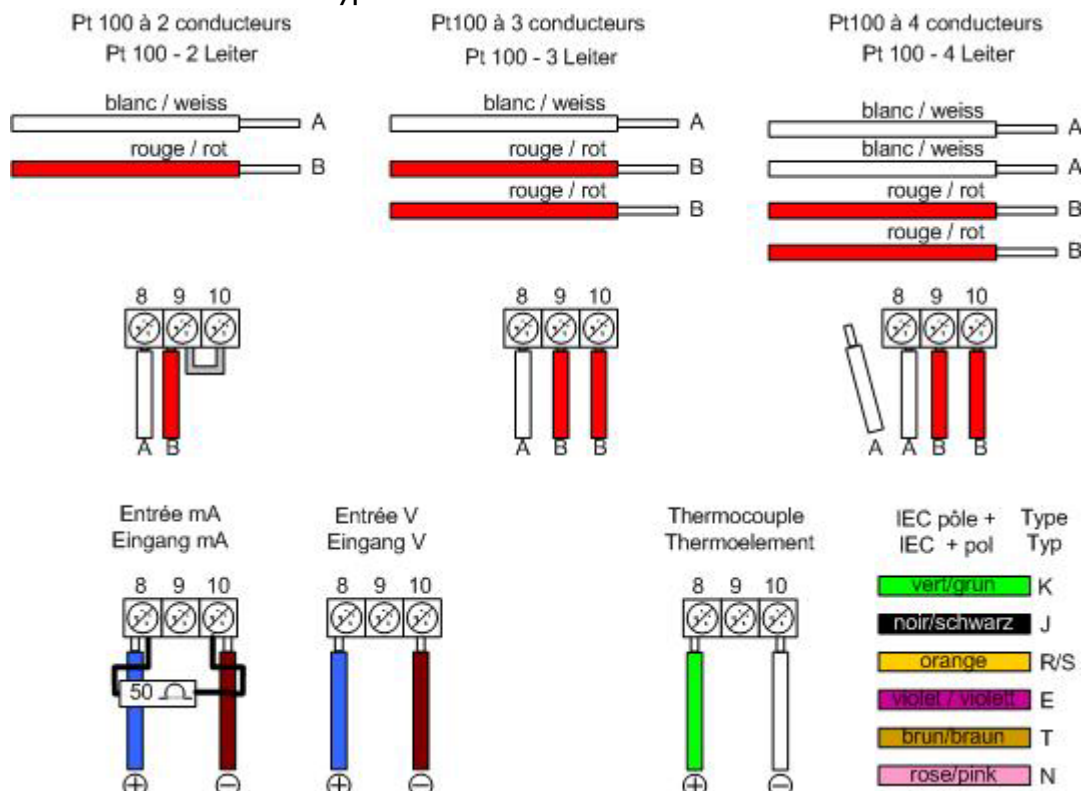 Pt 100 à 2 conducteurs
Pt 100 - 2 Leiter
blanc / weiss
A
rouge / rot
B
Pt100 à 3 conducteurs
Pt 100 - 3 Leiter
blanc / weiss
A
rouge / rot
B
rouge / rot
B
Pt100 à 4 conducteurs
Pt 100 - 4 Leiter
blanc / weiss
A
blanc / weiss
A
rouge / rot
B
rouge / rot
B
8 9 10
A B
8 9 10
A B B
8 9 10
A A B B
Entrée mA
Eingang mA
8 9 10
50 Ω
+ −
Entrée V
Eingang V
8 9 10
+ −
Thermocouple
Thermoelement
8 9 10
+ −
IEC pôle + Type
IEC + pol Typ
vert/grun K
noir/schwarz J
orange R/S
violet / violett E
brun/braun T
rose/pink N